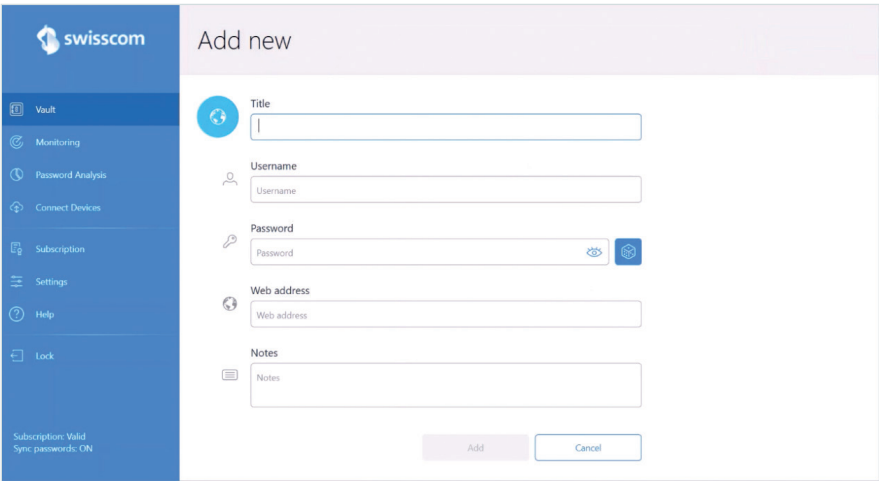 swisscom
Add new
Vault
Monitoring
Password Analysis
Connect Devices
Subscription
Settings
Help
Lock
Subscription: Valid
Sync passwords: ON
Title
Username
Username
Password
Password
Web address
Web address
Notes
Notes
Add
Cancel